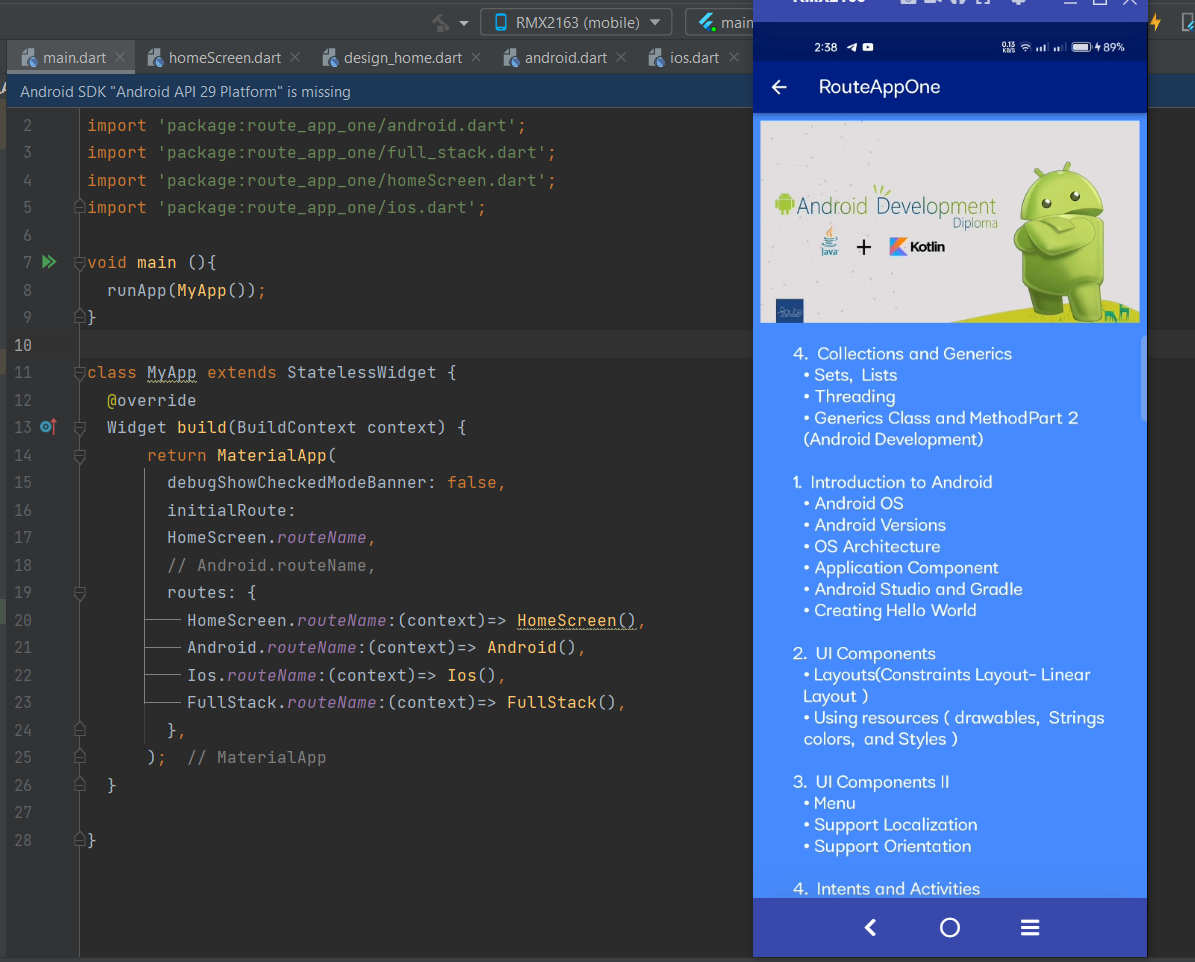 RMX2163 (mobile)
main
main.dart
homeScreen.dart
design_home.dart
android.dart
ios.dart
Android SDK "Android API 29 Platform" is missing
2 import 'package:route_app_one/android.dart';
3 import 'package:route_app_one/full_stack.dart';
4 import 'package:route_app_one/homeScreen.dart';
5 import 'package:route_app_one/ios.dart';
6
7 void main (){
8 runApp(MyApp());
9 }
10
11 class MyApp extends StatelessWidget {
12 @override
13 Widget build(BuildContext context) {
14 return MaterialApp(
15 debugShowCheckedModeBanner: false,
16 initialRoute:
17 HomeScreen.routeName,
18 // Android.routeName,
19 routes: {
20 HomeScreen.routeName:(context)=> HomeScreen(),
21 Android.routeName:(context)=> Android(),
22 Ios.routeName:(context)=> Ios(),
23 FullStack.routeName:(context)=> FullStack(),
24 },
25 ); // MaterialApp
26 }
27
28 }
RMX2163
2:38
0.13
KB/S
89%
RouteAppOne
Android Development
Diploma
Java + Kotlin
Route
4. Collections and Generics
• Sets, Lists
• Threading
• Generics Class and MethodPart 2
(Android Development)
1. Introduction to Android
• Android OS
• Android Versions
• OS Architecture
• Application Component
• Android Studio and Gradle
• Creating Hello World
2. UI Components
• Layouts(Constraints Layout- Linear
Layout )
• Using resources ( drawables, Strings
colors, and Styles )
3. UI Components II
• Menu
• Support Localization
• Support Orientation
4. Intents and Activities